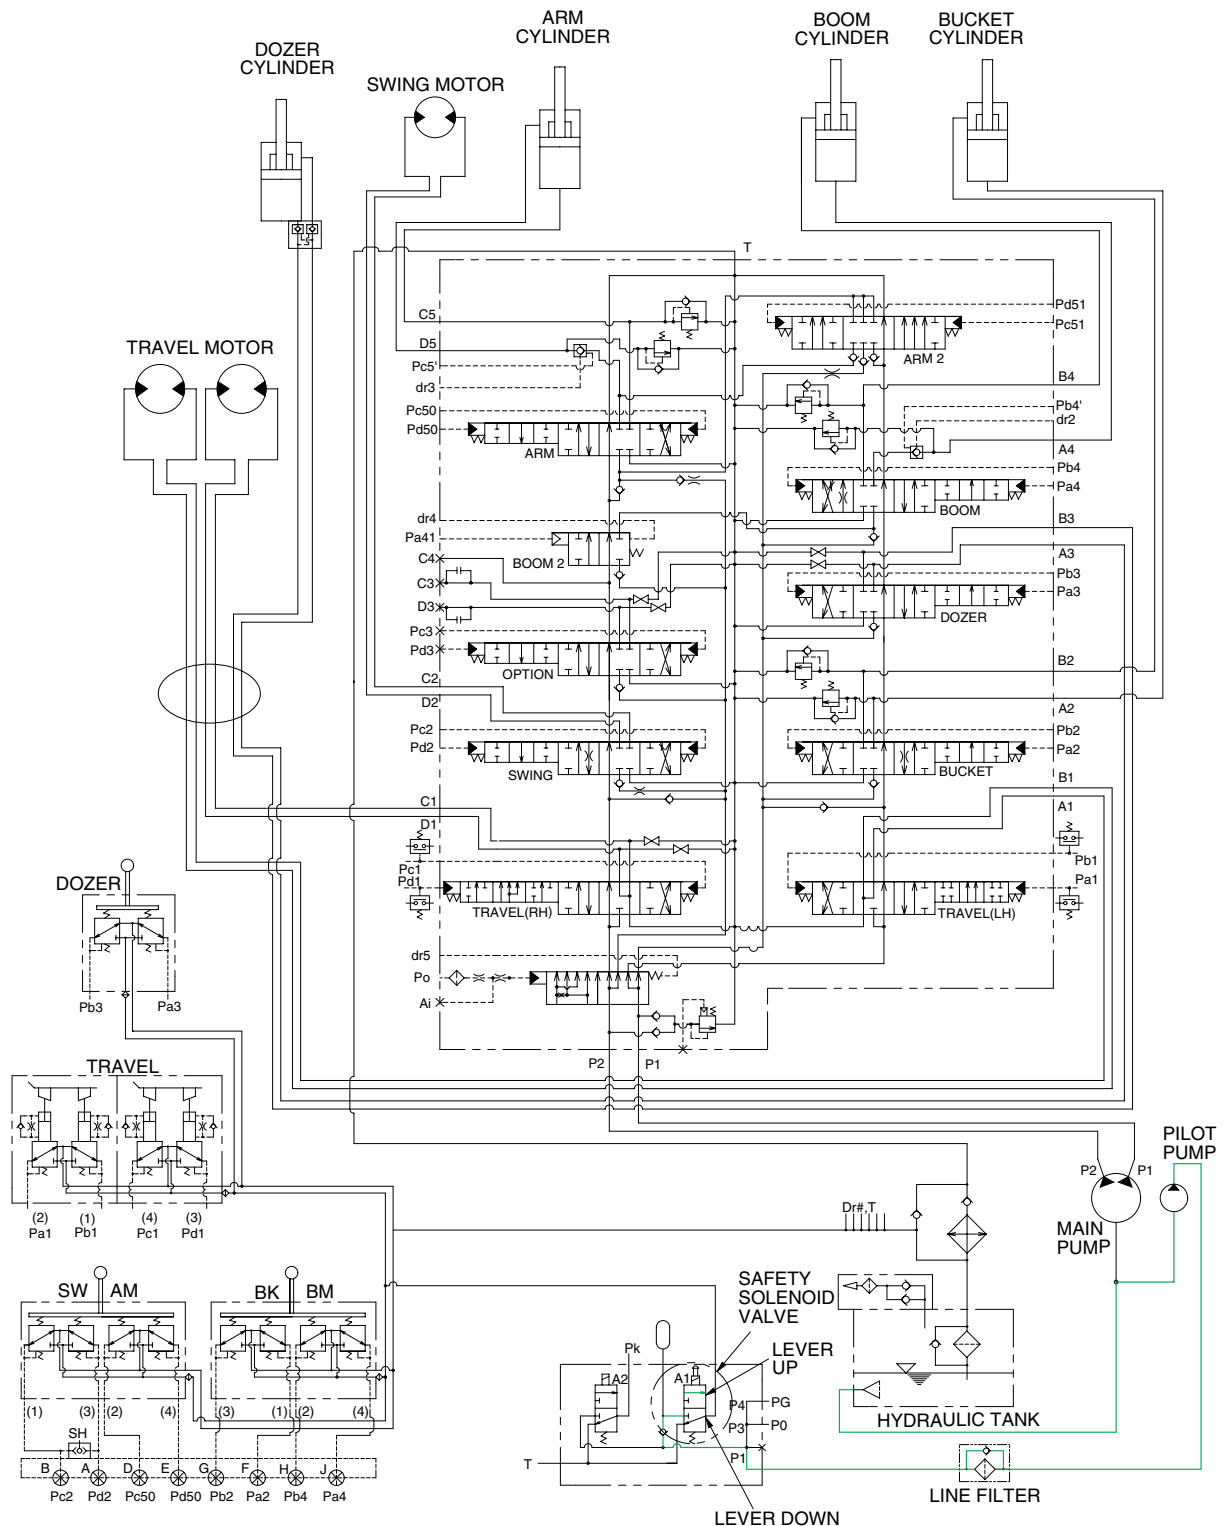 ARM
CYLINDER
BOOM
CYLINDER
BUCKET
CYLINDER
DOZER
CYLINDER
SWING MOTOR
TRAVEL MOTOR
T
C5
D5
Pc5'
dr3
Pc50
Pd50
ARM
Pd51
Pc51
ARM 2
B4
Pb4'
dr2
A4
Pb4
Pa4
BOOM
dr4
Pa41
C4
BOOM 2
C3
D3
Pc3
Pd3
OPTION
B3
A3
Pb3
Pa3
DOZER
C2
D2
Pc2
Pd2
SWING
B2
A2
Pb2
Pa2
BUCKET
C1
D1
Pc1
Pd1
TRAVEL(RH)
B1
A1
Pb1
Pa1
TRAVEL(LH)
dr5
Po
Ai
P2
P1
DOZER
Pb3
Pa3
TRAVEL
(2)
(1)
(4)
(3)
Pa1
Pb1
Pc1
Pd1
PILOT
PUMP
P2
P1
MAIN
PUMP
Dr#,T
SW
AM
BK
BM
(1)
(3)
(2)
(4)
(3)
(1)
(2)
(4)
SH
B
A
D
E
G
F
H
J
Pc2
Pd2
Pc50
Pd50
Pb2
Pa2
Pb4
Pa4
SAFETY
SOLENOID
VALVE
LEVER
UP
Pk
A2
A1
P4
P3
P1
PG
P0
T
LEVER DOWN
HYDRAULIC TANK
LINE FILTER